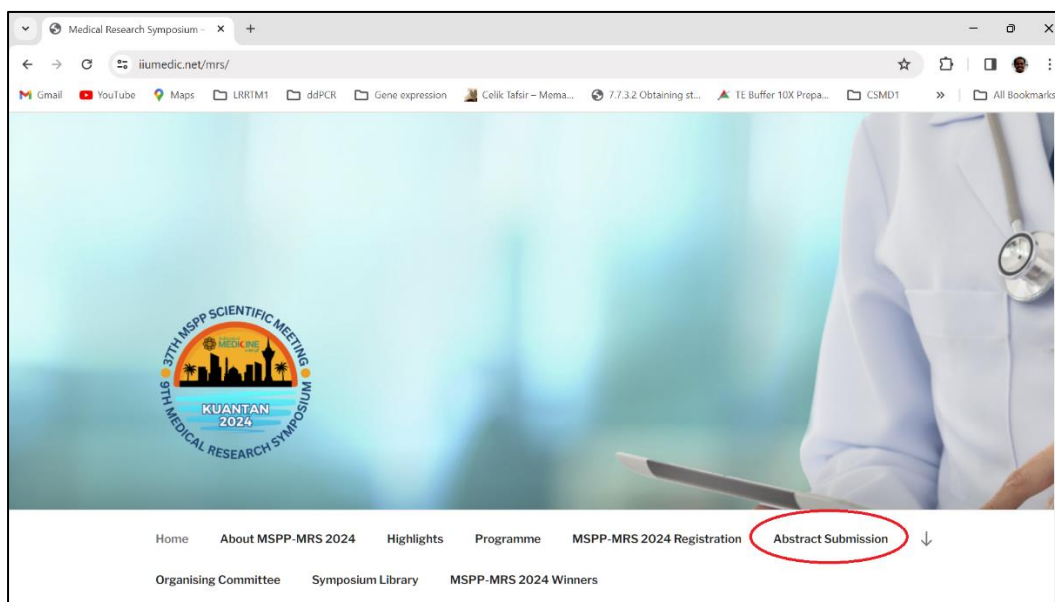 Medical Research Symposium -
iiumedic.net/mrs/
Gmail YouTube Maps LRRTM1 ddPCR Gene expression Celik Tafsir – Mema... 7.7.3.2 Obtaining st... TE Buffer 10X Prepa... CSMD1 » All Bookmarks
37TH MSPP SCIENTIFIC MEETING
MEDICINE
KUANTAN
2024
9TH MEDICAL RESEARCH SYMPOSIUM
Home About MSPP-MRS 2024 Highlights Programme MSPP-MRS 2024 Registration Abstract Submission
Organising Committee Symposium Library MSPP-MRS 2024 Winners